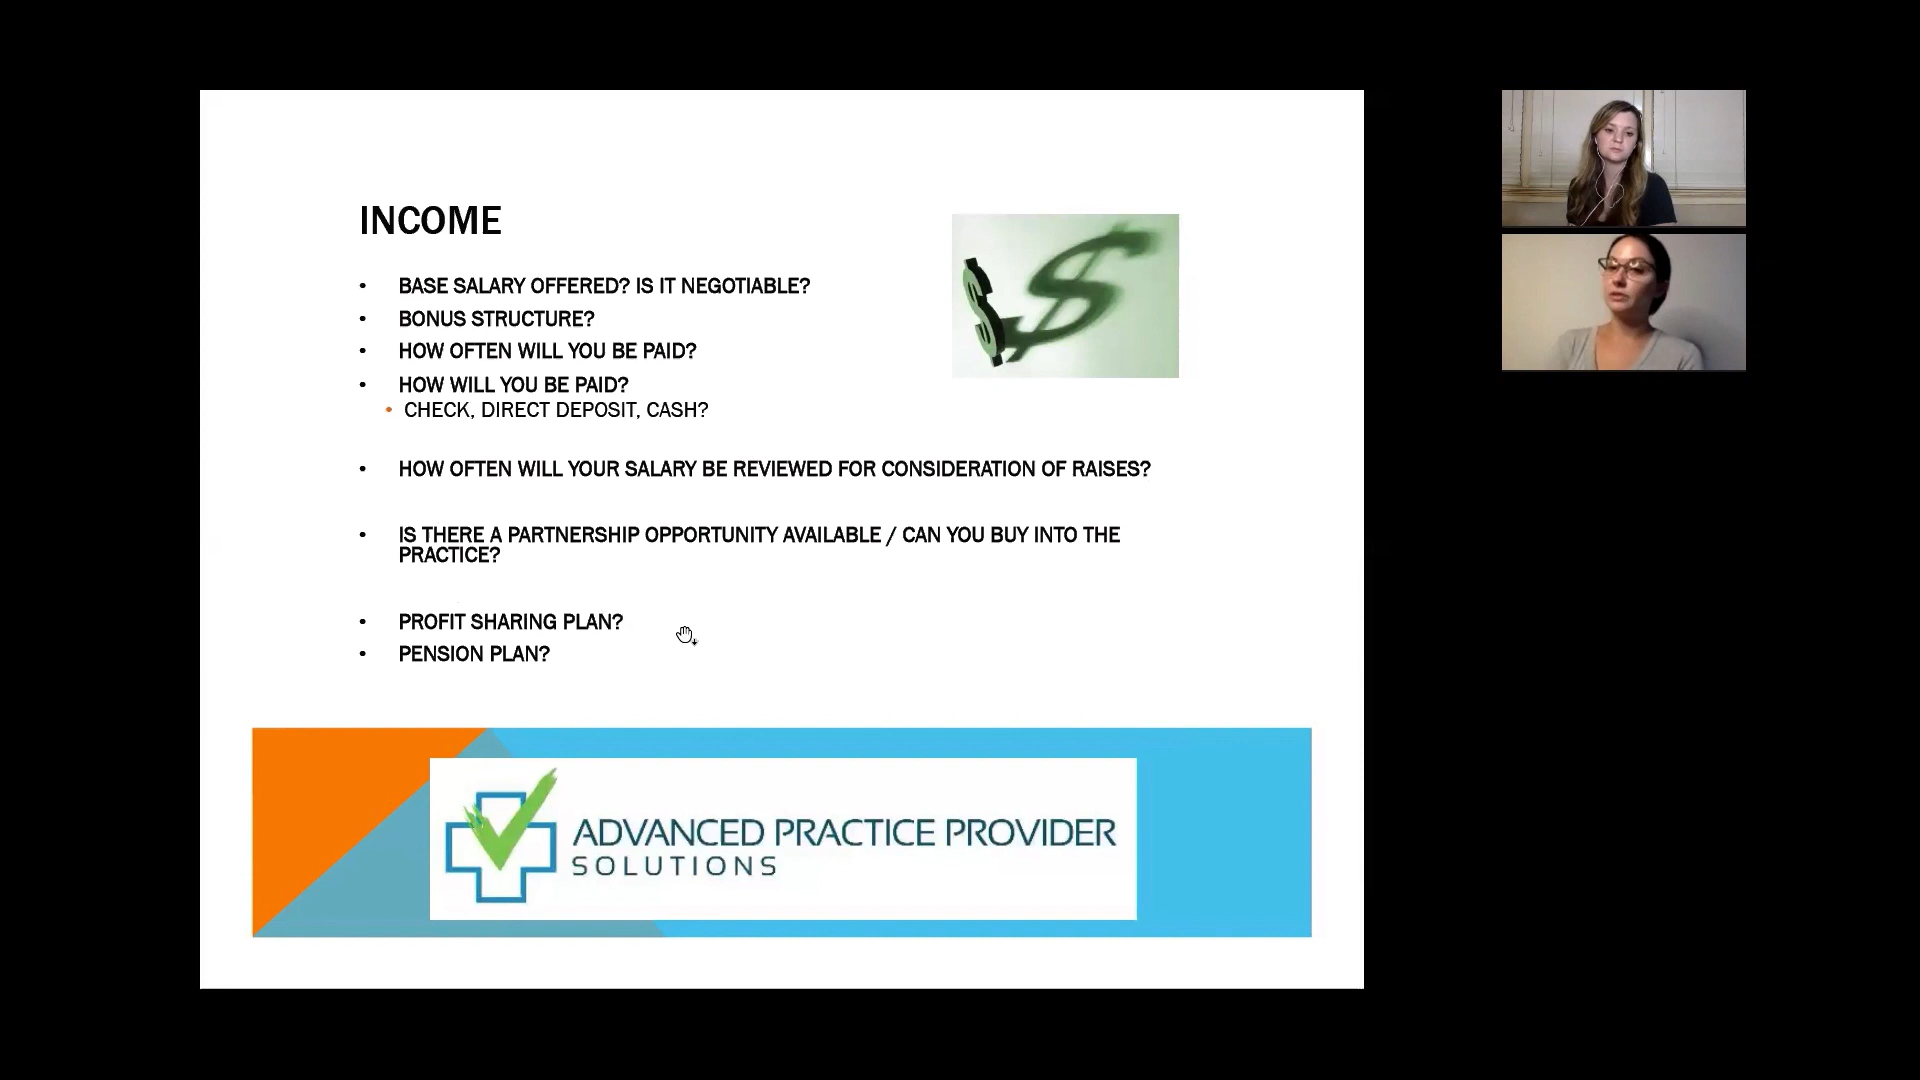 INCOME
• BASE SALARY OFFERED? IS IT NEGOTIABLE?
• BONUS STRUCTURE?
• HOW OFTEN WILL YOU BE PAID?
• HOW WILL YOU BE PAID?
• CHECK, DIRECT DEPOSIT, CASH?
• HOW OFTEN WILL YOUR SALARY BE REVIEWED FOR CONSIDERATION OF RAISES?
• IS THERE A PARTNERSHIP OPPORTUNITY AVAILABLE / CAN YOU BUY INTO THE
PRACTICE?
• PROFIT SHARING PLAN?
• PENSION PLAN?
ADVANCED PRACTICE PROVIDER
SOLUTIONS